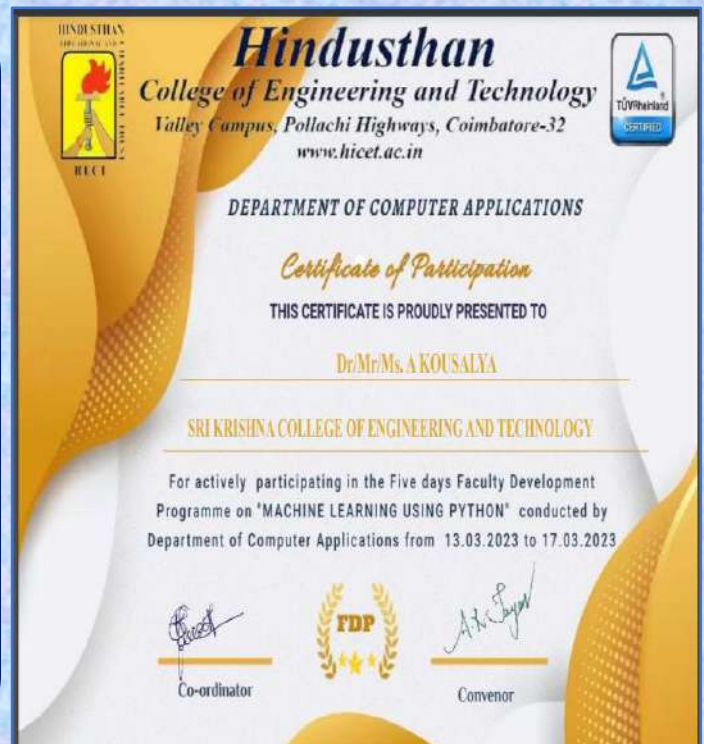 HINDUSTHAN
EDUCATIONAL AND
HECT
Hindusthan
College of Engineering and Technology
Valley Campus, Pollachi Highways, Coimbatore-32
www.hicet.ac.in
TÜVRheinland
®
CERTIFIED
DEPARTMENT OF COMPUTER APPLICATIONS
Certificate of Participation
THIS CERTIFICATE IS PROUDLY PRESENTED TO
Dr/Mr/Ms. A KOUSALYA
SRI KRISHNA COLLEGE OF ENGINEERING AND TECHNOLOGY
For actively participating in the Five days Faculty Development
Programme on "MACHINE LEARNING USING PYTHON" conducted by
Department of Computer Applications from 13.03.2023 to 17.03.2023
FDP
Co-ordinator
Convenor